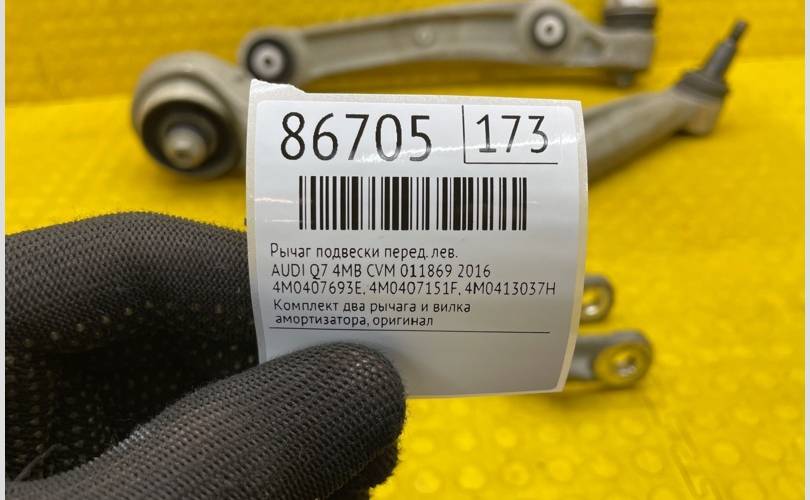 86705 173
Рычаг подвески перед. лев.
AUDI Q7 4MB CVM 011869 2016
4M0407693E, 4M0407151F, 4M0413037H
Комплект два рычага и вилка
амортизатора, оригинал